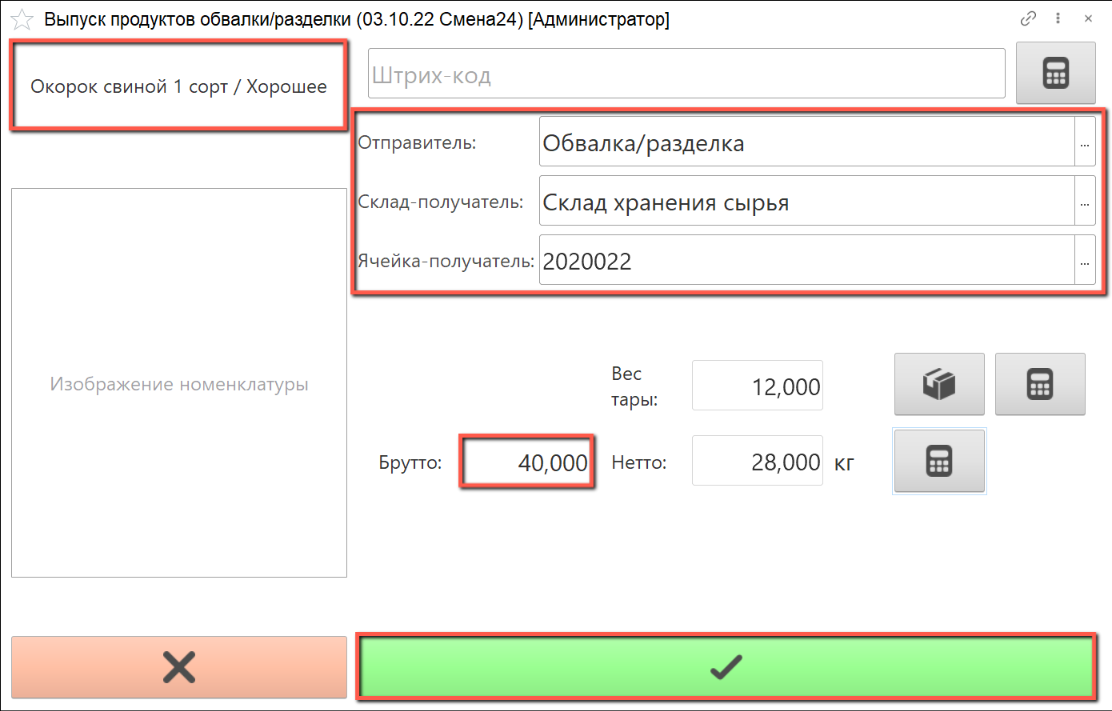 Выпуск продуктов обвалки/разделки (03.10.22 Смена24) [Администратор]
Окорок свиной 1 сорт / Хорошее
Штрих-код
Отправитель: Обвалка/разделка ...
Склад-получатель: Склад хранения сырья ...
Ячейка-получатель: 2020022 ...
Изображение номенклатуры
Вес
тары: 12,000
Брутто: 40,000 Нетто: 28,000 кг